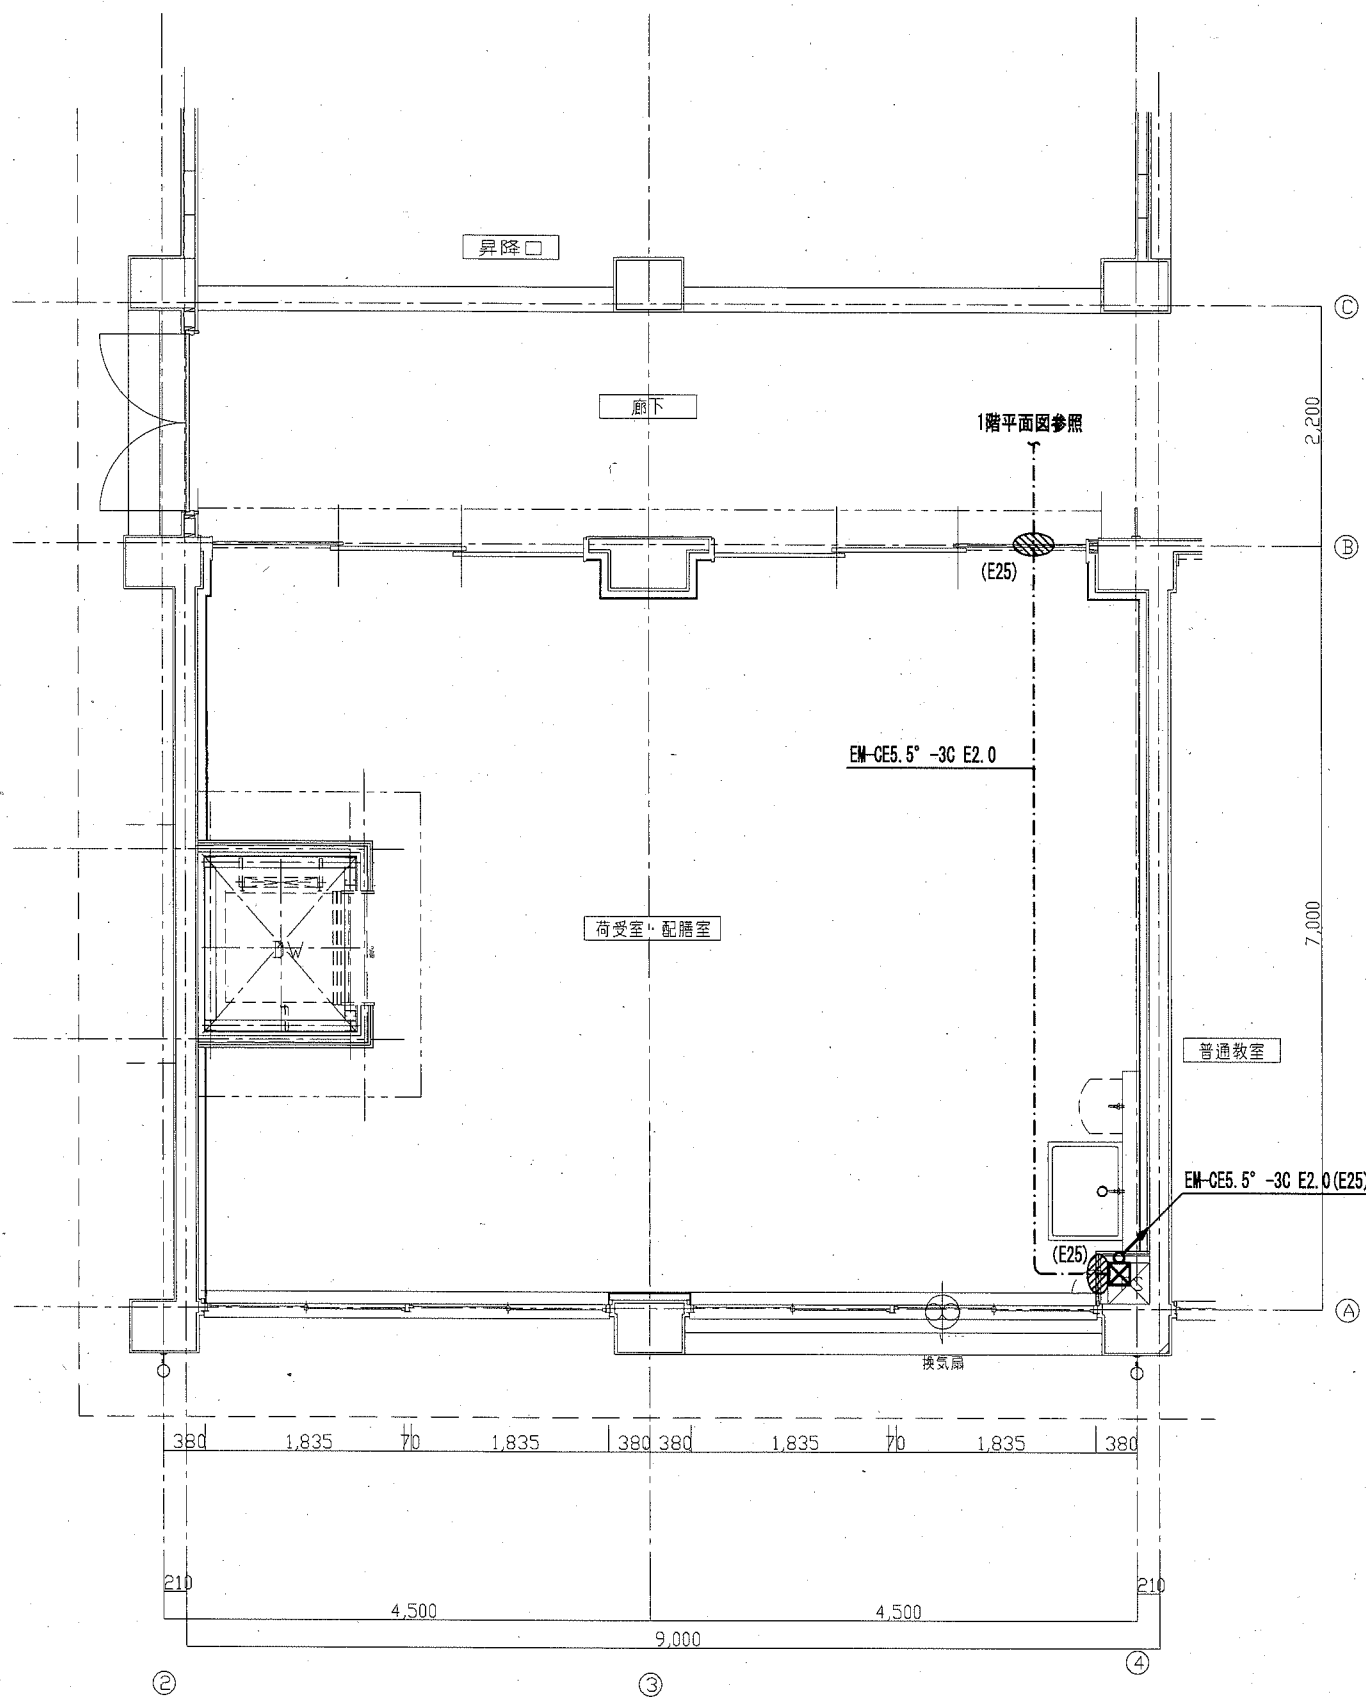 昇降口
C
廊下
1階平面図参照
2,200
B
(E25)
EM-CE5.5° -3C E2.0
荷受室・配膳室
DW
7,000
普通教室
EM-CE5.5° -3C E2.0(E25)
(E25)
A
換気扇
380 1,835 70 1,835 380 380 1,835 70 1,835 380
210 210
4,500 4,500
9,000
② ③ ④